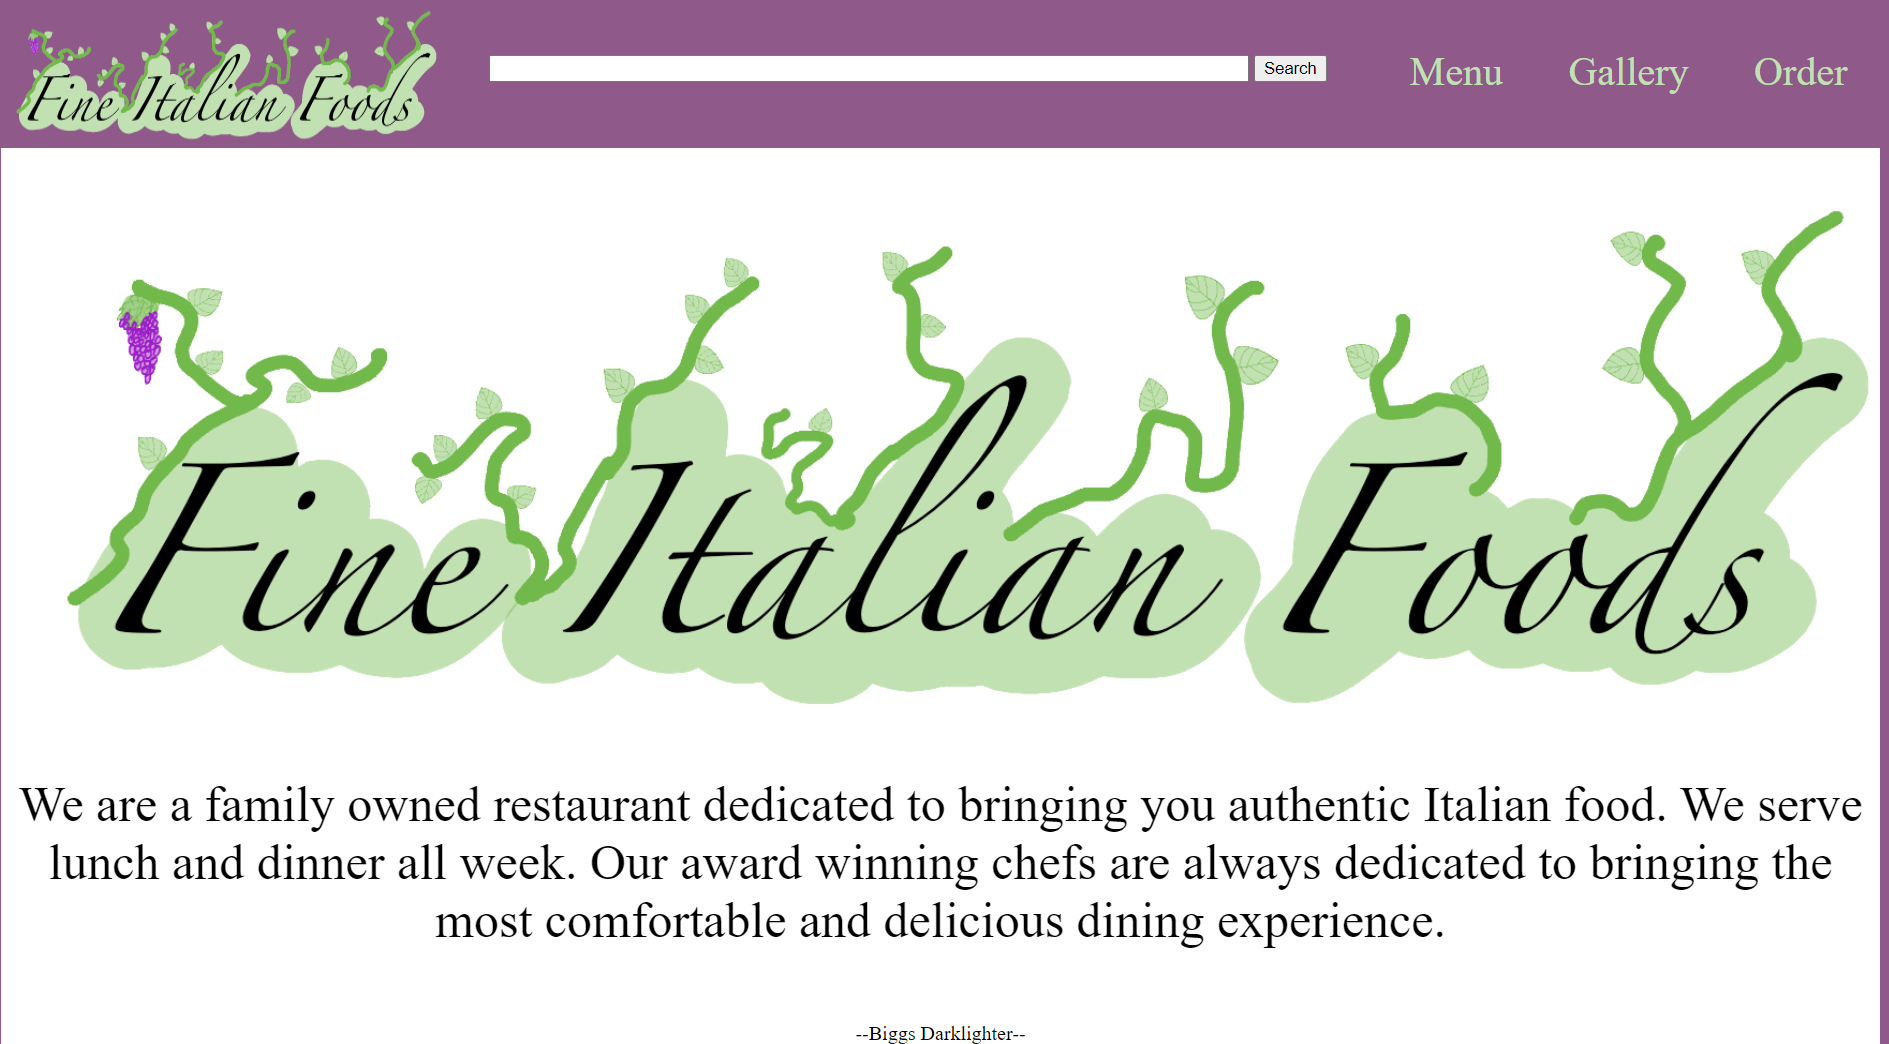 Fine Italian Foods
Search
Menu
Gallery
Order
Fine Italian Foods
We are a family owned restaurant dedicated to bringing you authentic Italian food. We serve
lunch and dinner all week. Our award winning chefs are always dedicated to bringing the
most comfortable and delicious dining experience.
--Biggs Darklighter--